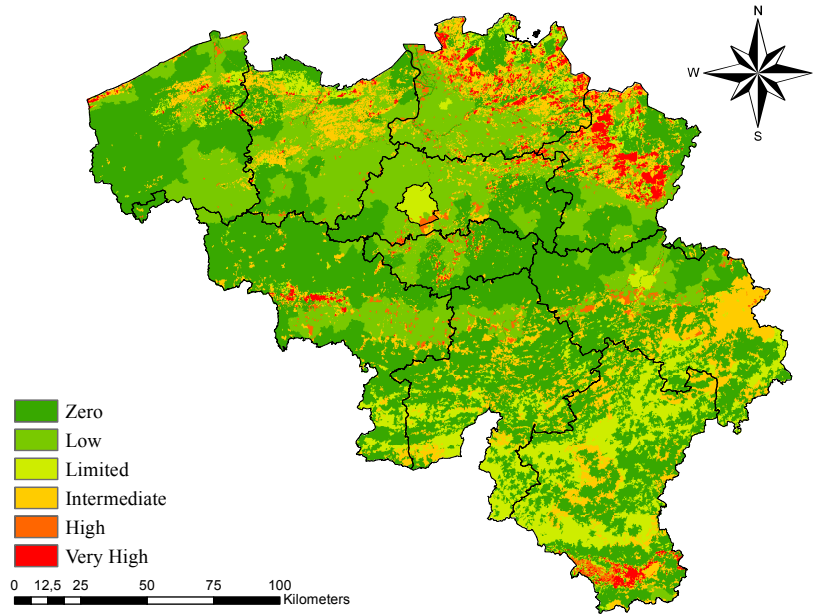 N
W
S
Zero
Low
Limited
Intermediate
High
Very High
0 12,5 25 50 75 100
Kilometers